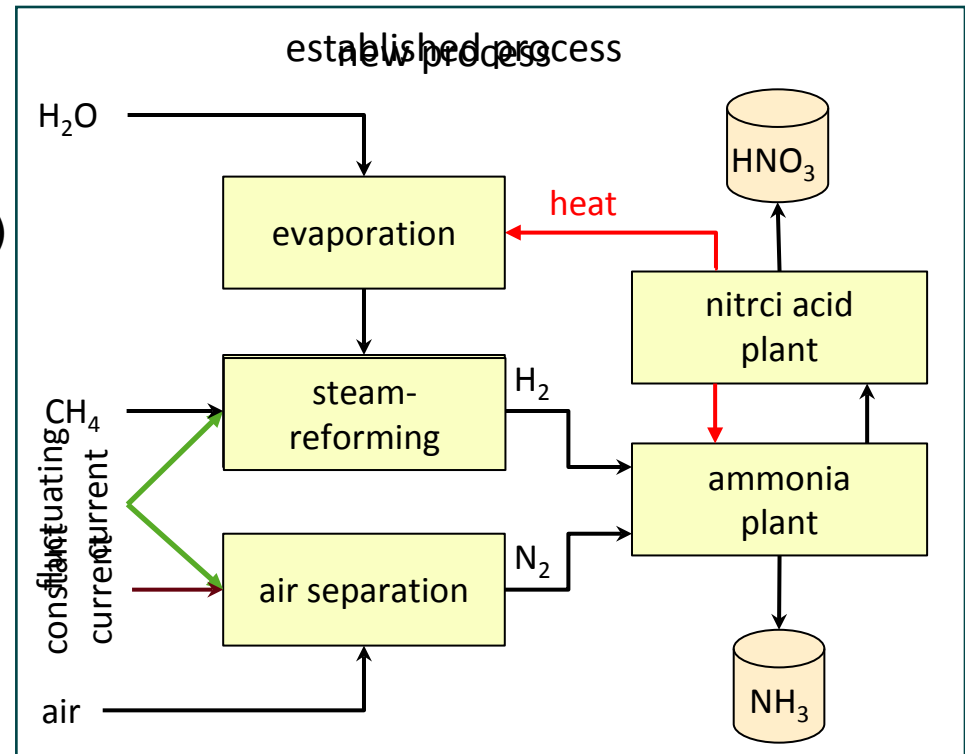 established process
new process
H₂O
HNO₃
heat
evaporation
nitrci acid
plant
steam-
reforming
H₂
CH₄
fluctuating
current
constant
current
ammonia
plant
N₂
air separation
air
NH₃
)